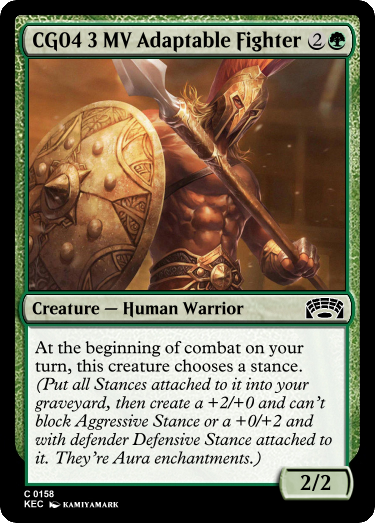 CG04 3 MV Adaptable Fighter 2
Creature — Human Warrior
At the beginning of combat on your
turn, this creature chooses a stance.
(Put all Stances attached to it into your
graveyard, then create a +2/+0 and can't
block Aggressive Stance or a +0/+2 and
with defender Defensive Stance attached to
it. They're Aura enchantments.)
2/2
C 0158
KEC KAMIYAMARK